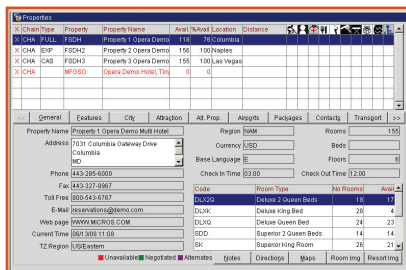 Properties
X Chain Type Property Property Name Avail. %Avail Location Distance
X CHA FULL FSDH Property 1 Opera Demo 118 76 Columbia
X CHA EXP FSDH2 Property 2 Opera Demo 156 100 Naples
X CHA CAS FSDH3 Property 3 Opera Demo 155 100 Las Vegas
X CHA MFOSO Opera Demo Hotel, Tiny 0 0
<< General Features City Attraction Alt. Prop. Airports Packages Contacts Transport >>
Property Name Property 1 Opera Demo Multi Hotel
Address 7031 Columbia Gateway Drive
Columbia
MD
Phone 443-285-6000
Fax 443-327-8967
Toll Free 800-543-6767
E-Mail reservations@demo.com
Web page WWW.MICROS.COM
Current Time 06/13/08 11:08
TZ Region US/Eastern
Region NAM
Currency USD
Base Language E
Check In Time 03:00
Rooms 155
Beds
Floors 6
Check Out Time 12:00
Code Room Type No Rooms Avail
DLX2Q Deluxe 2 Queen Beds 18 17
DLXK Deluxe King Bed 28 4
DLXQ Deluxe Queen Bed 24 23
SDD Superior 2 Queen Beds 14 14
SK Superior King Room 26 21
Unavailable Negotiated Alternates Notes Directions Maps Room Img Resort Img